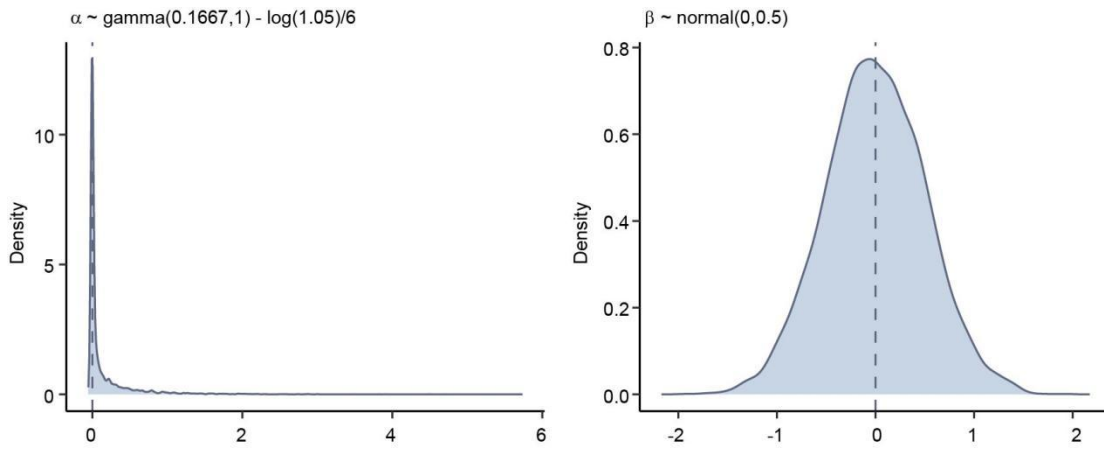 α ~ gamma(0.1667,1) - log(1.05)/6
Density
10
5
0
0 2 4 6
β ~ normal(0,0.5)
Density
0.8
0.6
0.4
0.2
0.0
-2 -1 0 1 2